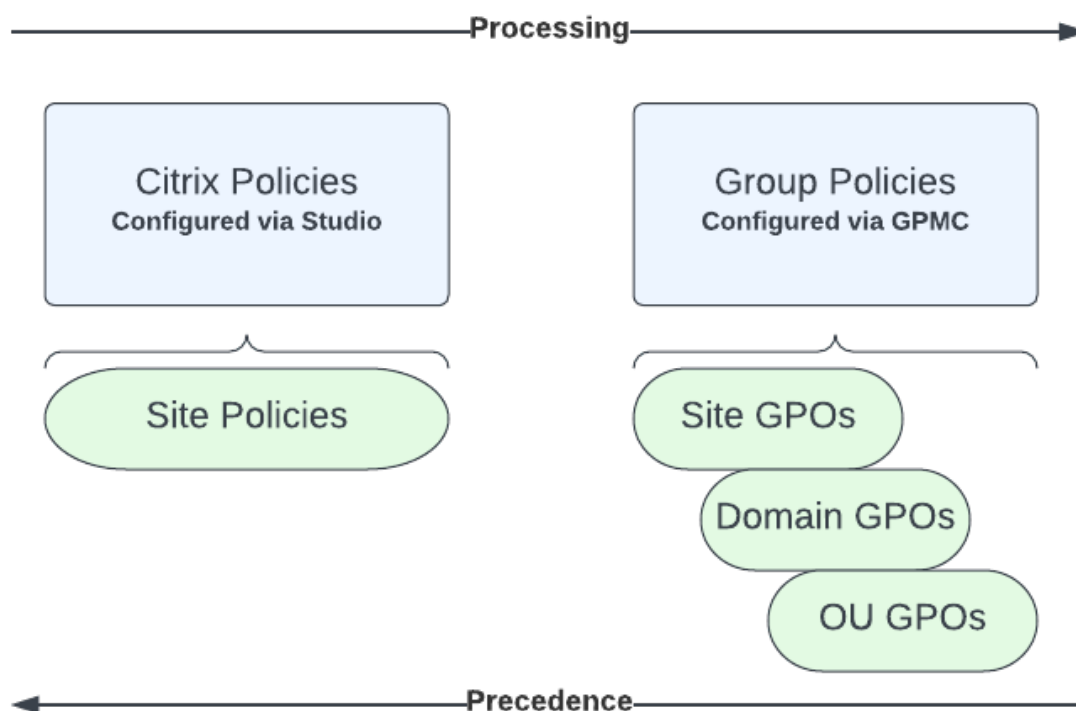 Processing
Citrix Policies
Configured via Studio
Group Policies
Configured via GPMC
Site Policies
Site GPOs
Domain GPOs
OU GPOs
Precedence